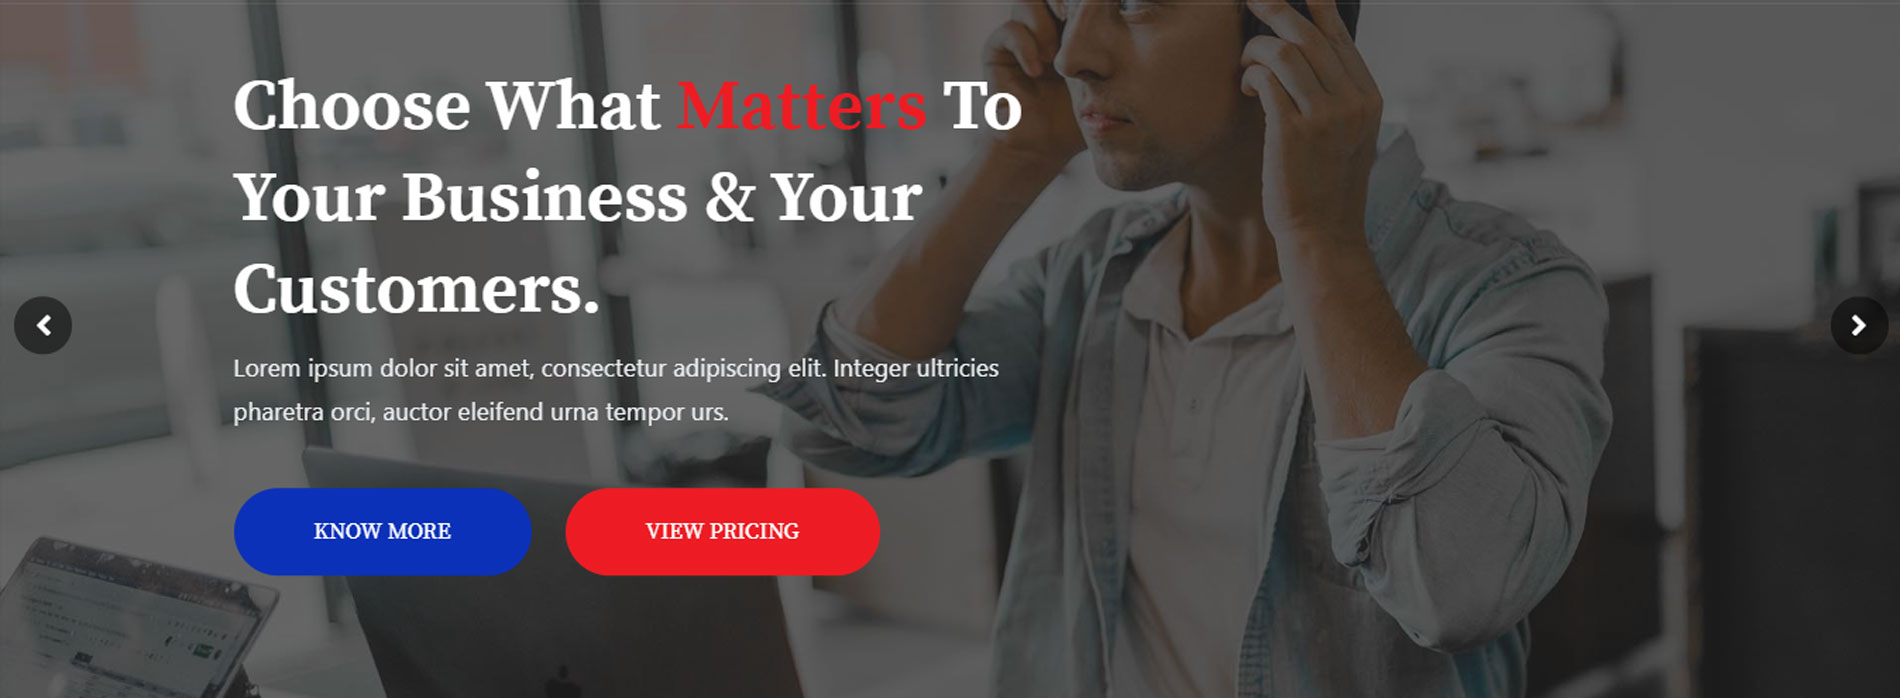 Choose What Matters To
Your Business & Your
Customers.
Lorem ipsum dolor sit amet, consectetur adipiscing elit. Integer ultricies
pharetra orci, auctor eleifend urna tempor urs.
KNOW MORE
VIEW PRICING